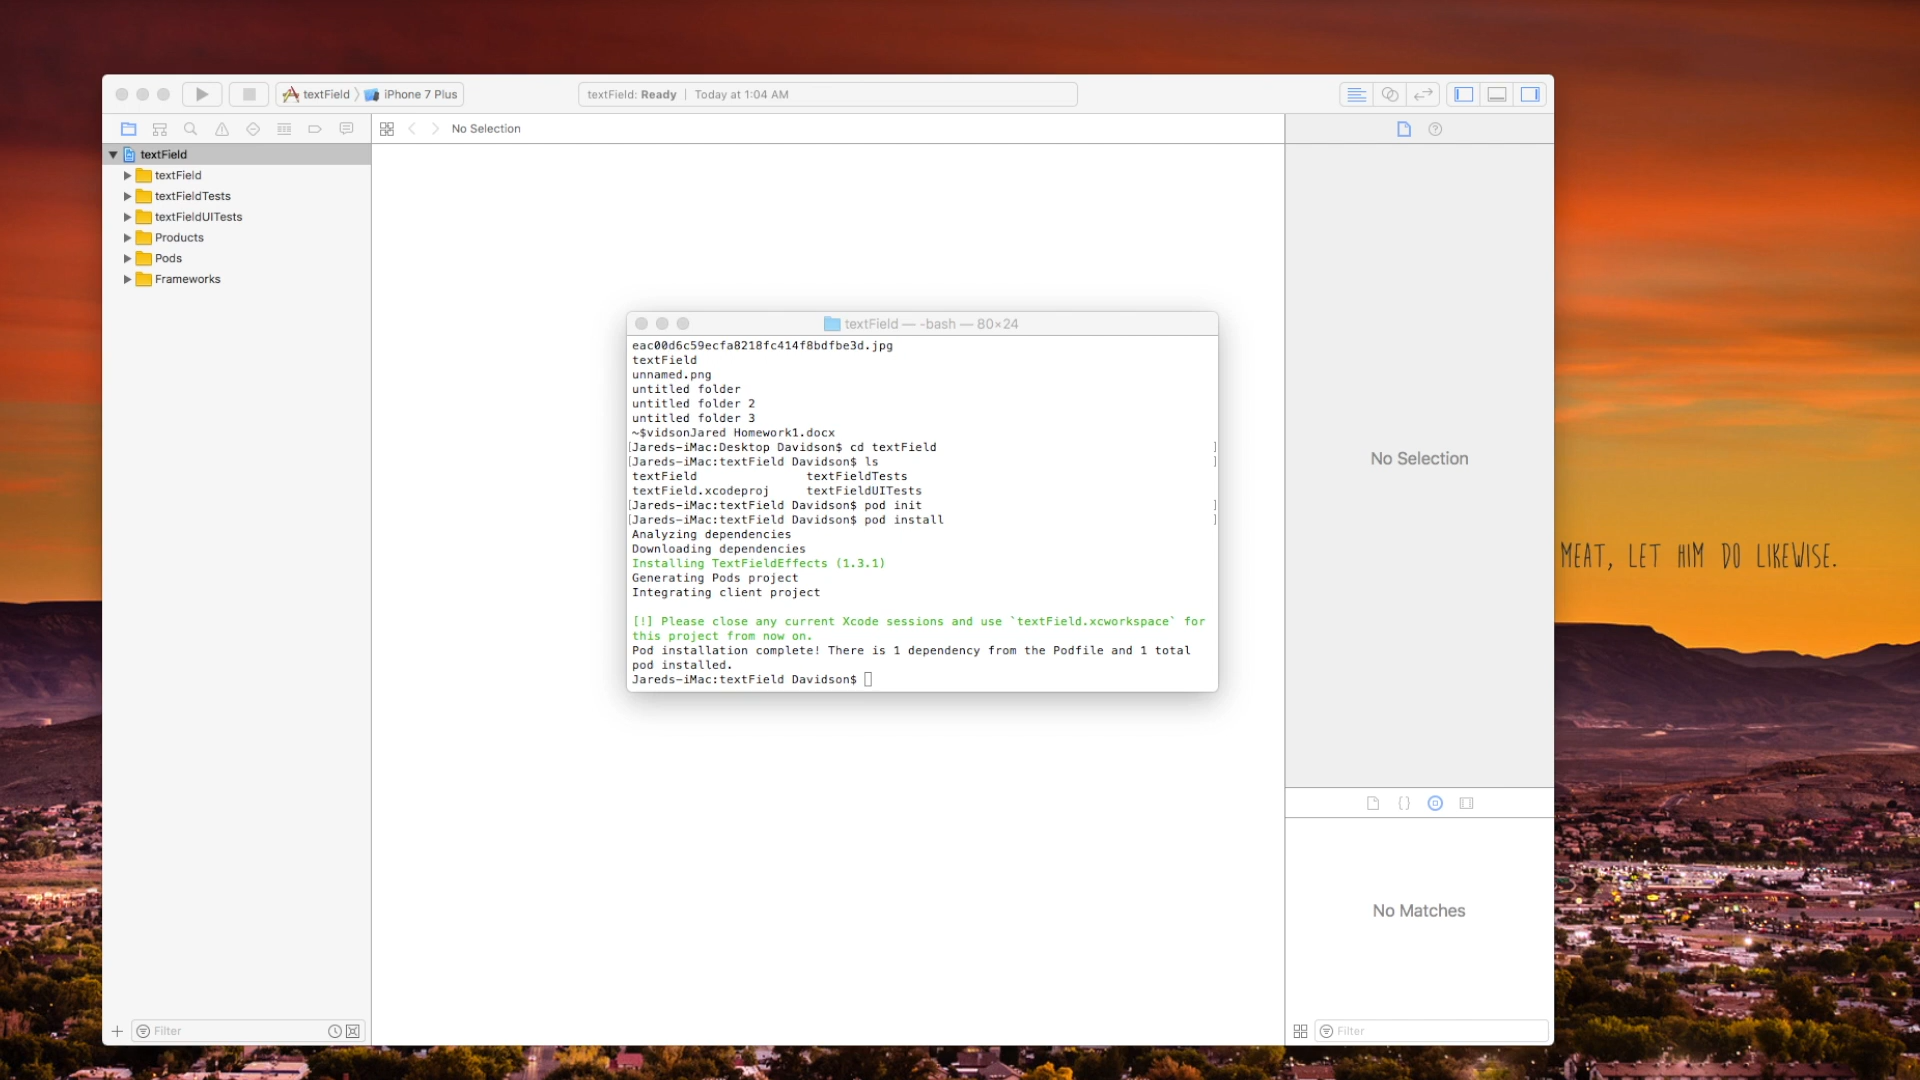 textField
iPhone 7 Plus
textField: Ready | Today at 1:04 AM
No Selection
textField
textField
textFieldTests
textFieldUITests
Products
Pods
Frameworks
textField — -bash — 80×24
eac00d6c59ecfa8218fc414f8bdfbe3d.jpg
textField
unnamed.png
untitled folder
untitled folder 2
untitled folder 3
~$vidsonJared Homework1.docx
[Jareds-iMac:Desktop Davidson$ cd textField ]
[Jareds-iMac:textField Davidson$ ls ]
textField textFieldTests
textField.xcodeproj textFieldUITests
[Jareds-iMac:textField Davidson$ pod init ]
[Jareds-iMac:textField Davidson$ pod install ]
Analyzing dependencies
Downloading dependencies
Installing TextFieldEffects (1.3.1)
Generating Pods project
Integrating client project
[!] Please close any current Xcode sessions and use `textField.xcworkspace` for
this project from now on.
Pod installation complete! There is 1 dependency from the Podfile and 1 total
pod installed.
Jareds-iMac:textField Davidson$
No Selection
MEAT, LET HIM DO LIKEWISE.
No Matches
Filter
Filter